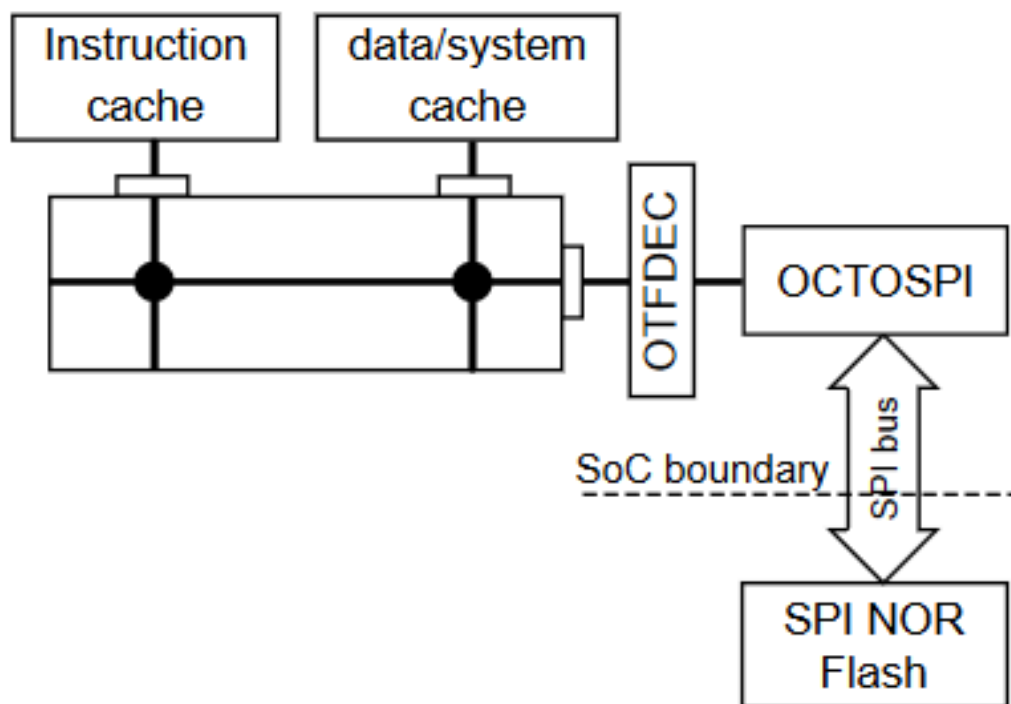 Instruction
cache
data/system
cache
OTFDEC
OCTOSPI
SPI bus
SoC boundary
SPI NOR
Flash